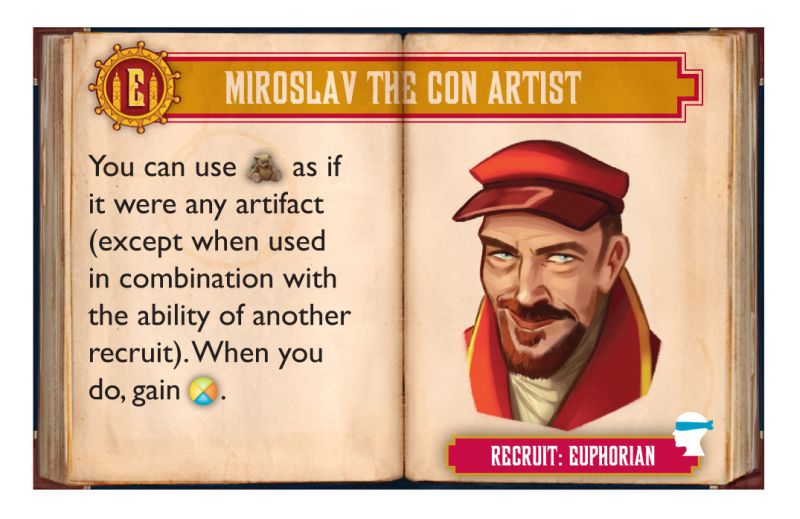 E
MIROSLAV THE CON ARTIST
You can use as if
it were any artifact
(except when used
in combination with
the ability of another
recruit). When you
do, gain .
RECRUIT: EUPHORIAN